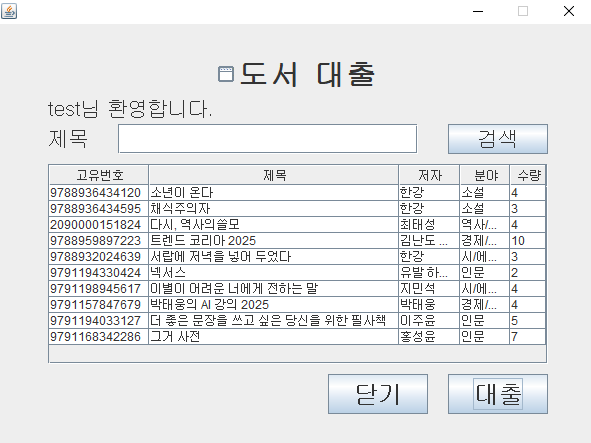 도서 대출
test님 환영합니다.
제목 검색
고유번호 제목 저자 분야 수량
9788936434120 소년이 온다 한강 소설 4
9788936434595 채식주의자 한강 소설 3
2090000151824 다시, 역사의쓸모 최태성 역사/... 4
9788959897223 트렌드 코리아 2025 김난도 ... 경제/... 10
9788932024639 서랍에 저녁을 넣어 두었다 한강 시/에... 3
9791194330424 넥서스 유발 하... 인문 2
9791198945617 이별이 어려운 너에게 전하는 말 지민석 시/에... 4
9791157847679 박태웅의 AI 강의 2025 박태웅 경제/... 4
9791194033127 더 좋은 문장을 쓰고 싶은 당신을 위한 필사책 이주윤 인문 5
9791168342286 그거 사전 홍성윤 인문 7
닫기 대출